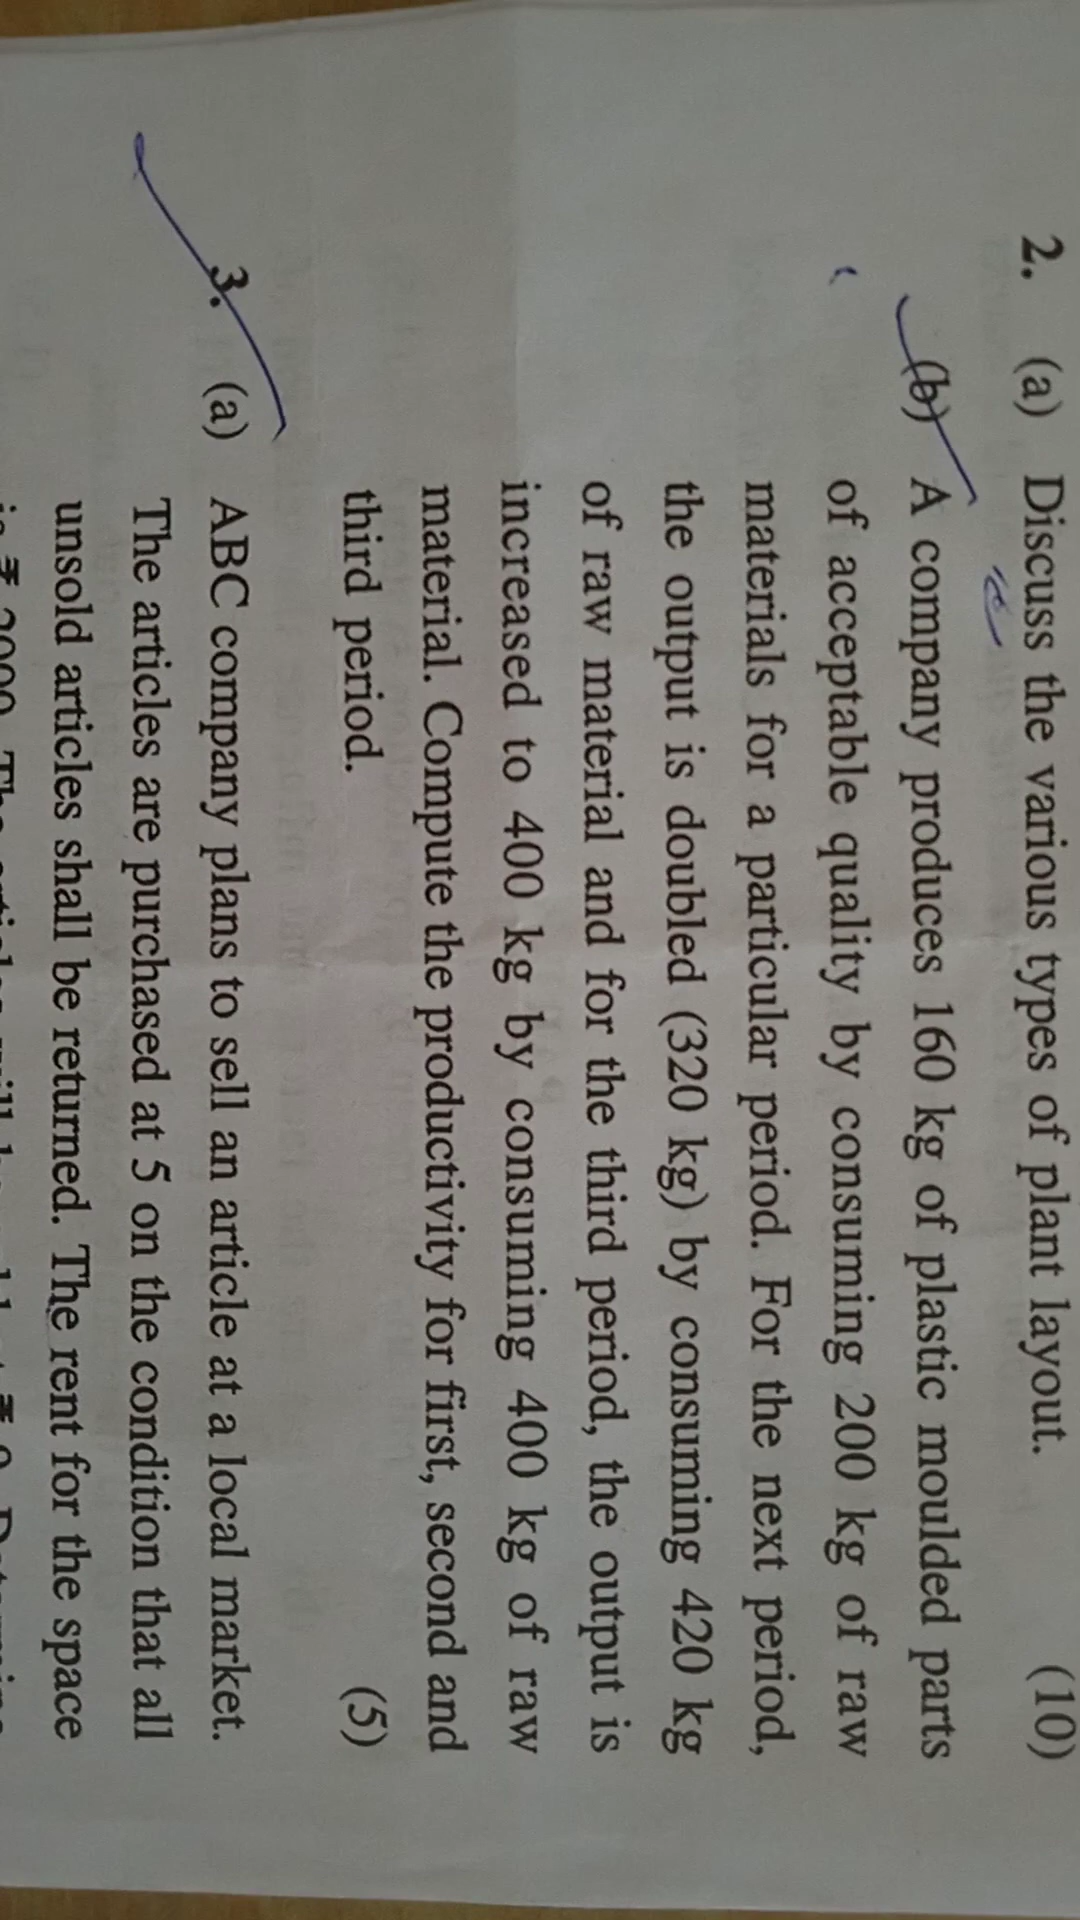 2. (a) Discuss the various types of plant layout. (10)
(b) A company produces 160 kg of plastic moulded parts
of acceptable quality by consuming 200 kg of raw
materials for a particular period. For the next period,
the output is doubled (320 kg) by consuming 420 kg
of raw material and for the third period, the output is
increased to 400 kg by consuming 400 kg of raw
material. Compute the productivity for first, second and
third period. (5)
3. (a) ABC company plans to sell an article at a local market.
The articles are purchased at 5 on the condition that all
unsold articles shall be returned. The rent for the space